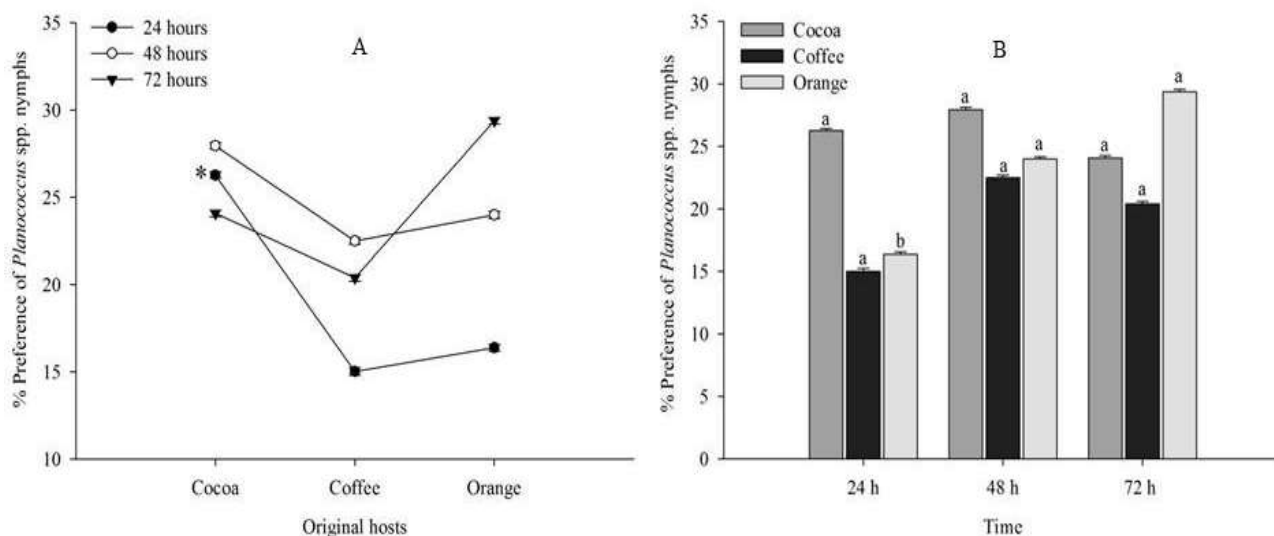 % Preference of Planococcus spp. nymphs
35
30
25
20
15
10
24 hours
48 hours
72 hours
A
*
Cocoa
Coffee
Orange
Original hosts
% Preference of Planococcus spp. nymphs
35
30
25
20
15
10
5
0
Cocoa
Coffee
Orange
B
a
a
b
a
a
a
a
a
a
24 h
48 h
72 h
Time